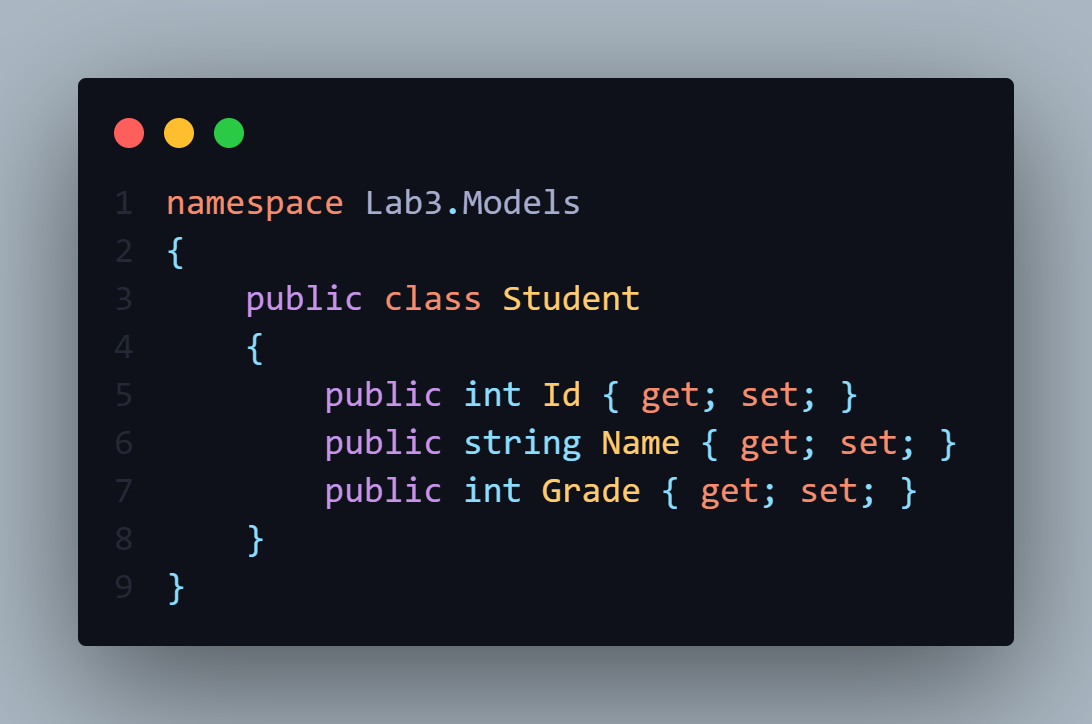 1 namespace Lab3.Models
2 {
3     public class Student
4     {
5         public int Id { get; set; }
6         public string Name { get; set; }
7         public int Grade { get; set; }
8     }
9 }